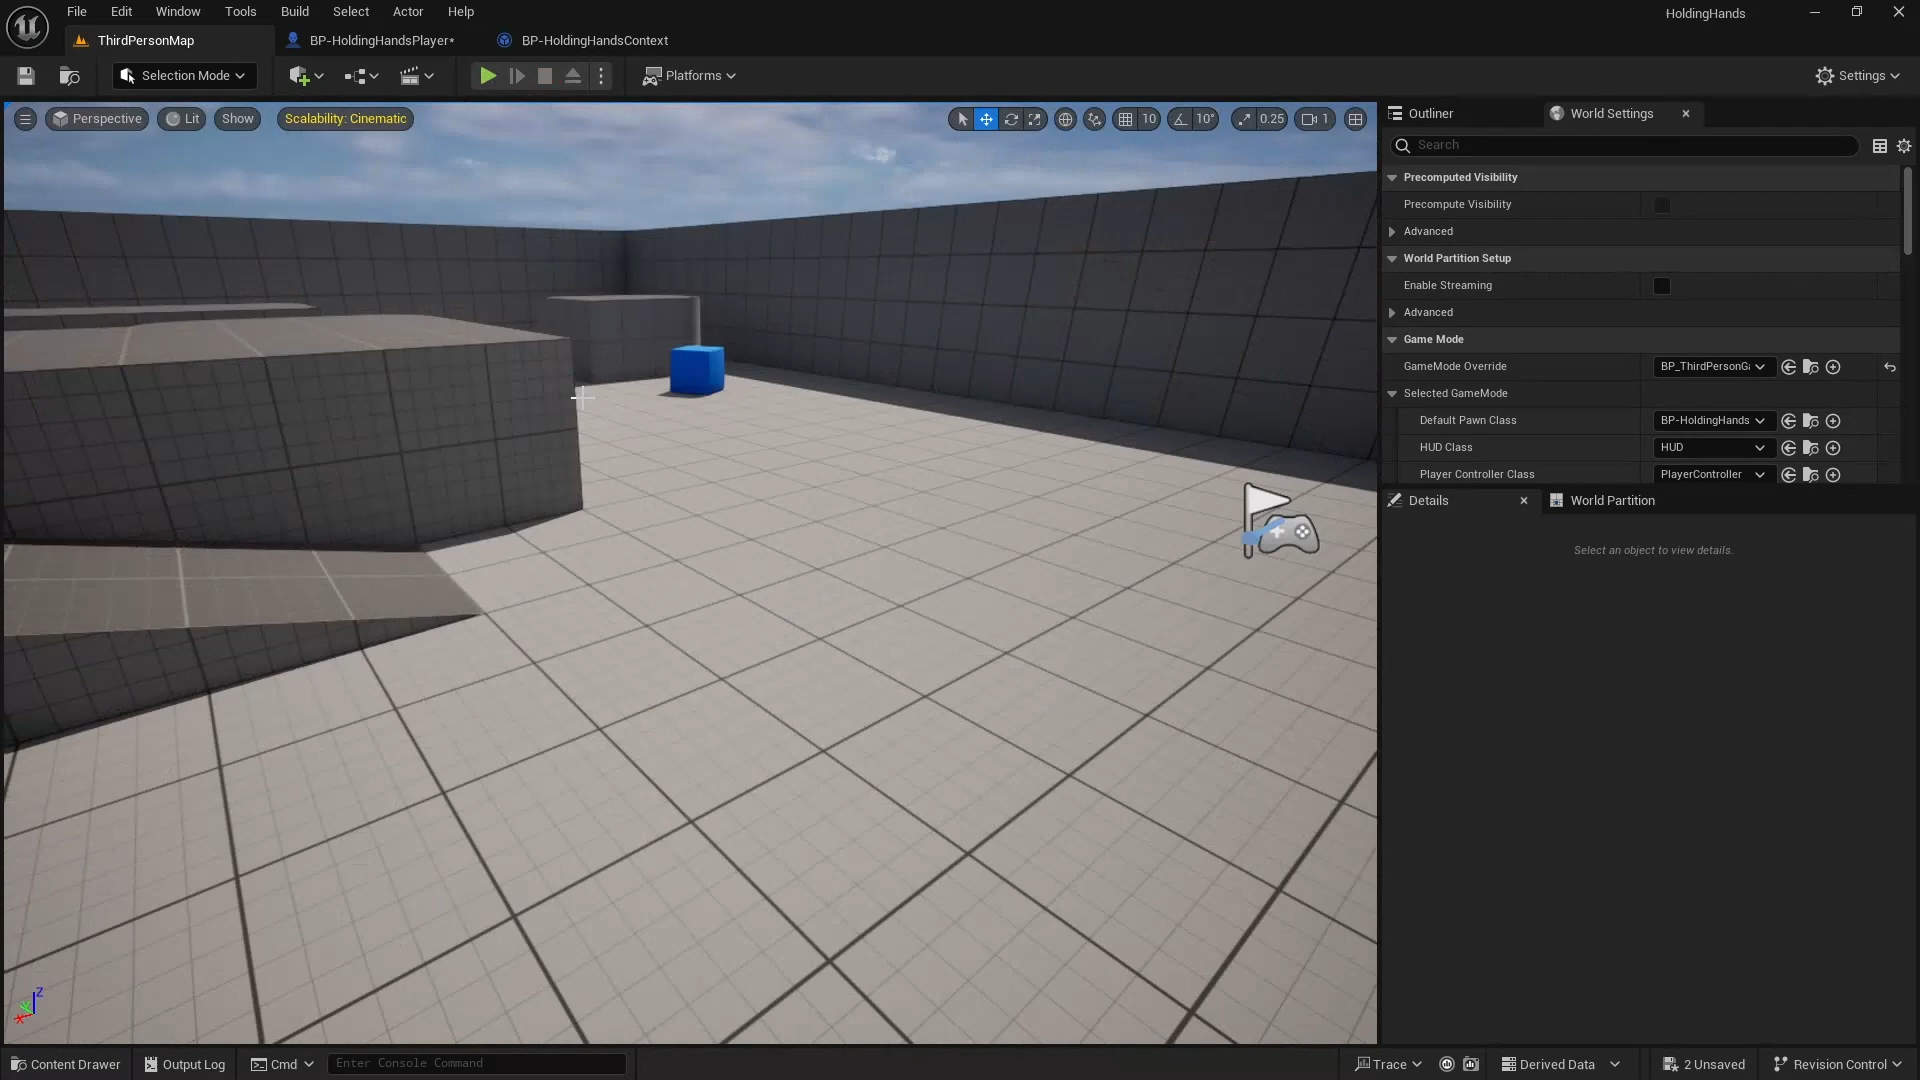 File Edit Window Tools Build Select Actor Help
HoldingHands
ThirdPersonMap
BP-HoldingHandsPlayer*
BP-HoldingHandsContext
Selection Mode
Platforms
Settings
Perspective
Lit
Show
Scalability: Cinematic
10
10°
0.25
1
Outliner
World Settings
Search
Precomputed Visibility
Precompute Visibility
Advanced
World Partition Setup
Enable Streaming
Advanced
Game Mode
GameMode Override
BP_ThirdPersonGa
Selected GameMode
Default Pawn Class
BP-HoldingHands
HUD Class
HUD
Player Controller Class
PlayerController
Details
World Partition
Select an object to view details.
Z
Y
X
Content Drawer
Output Log
Cmd
Enter Console Command
Trace
Derived Data
2 Unsaved
Revision Control